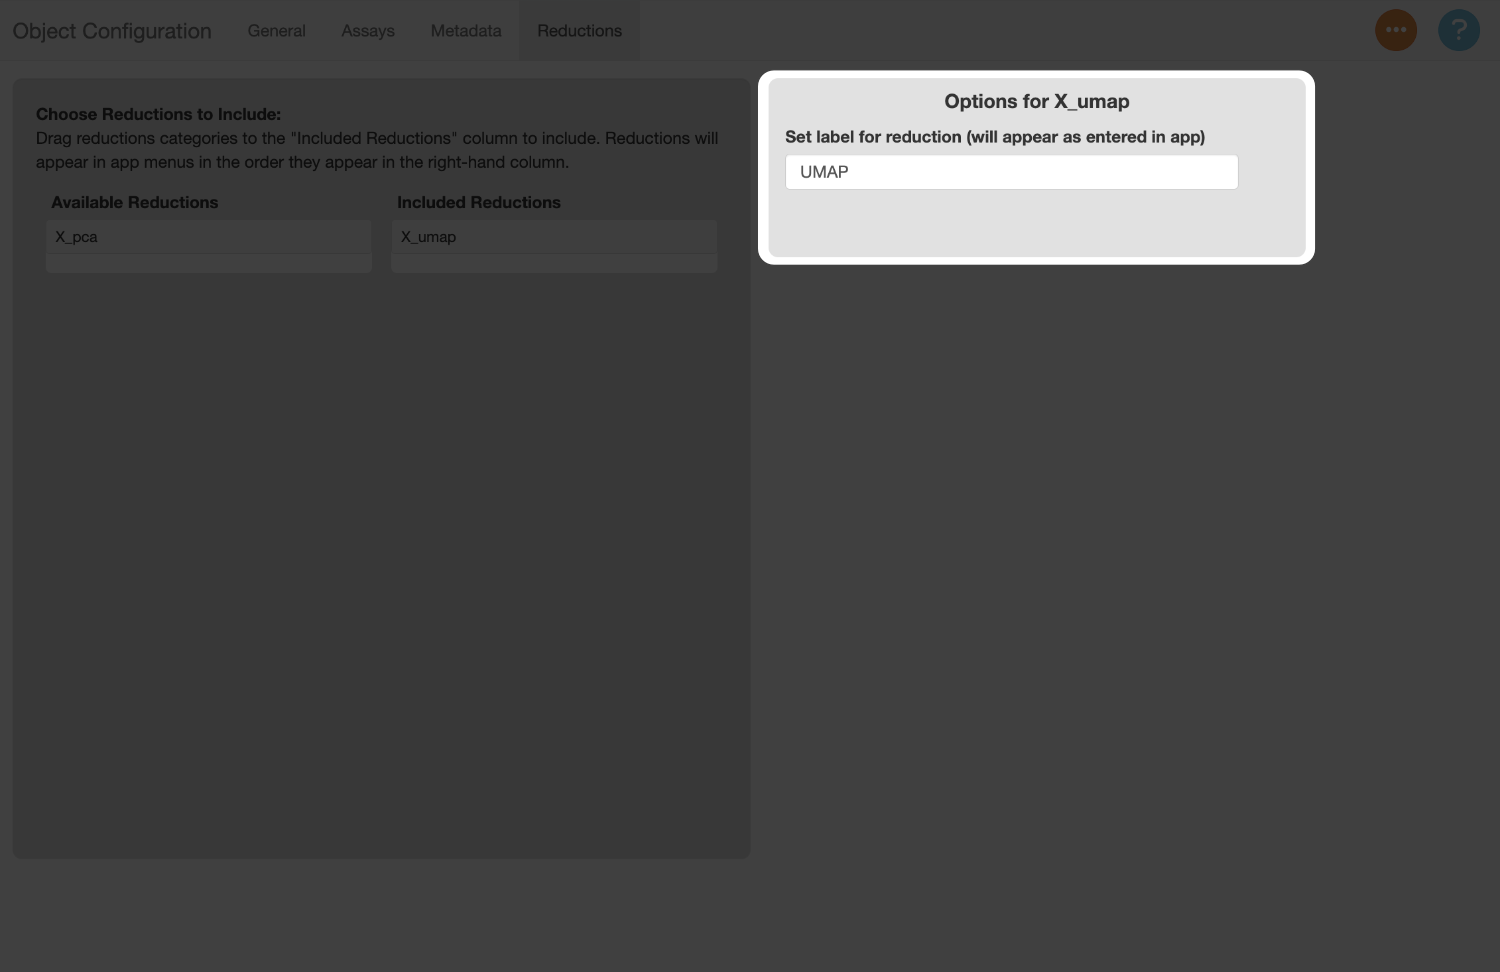 Object Configuration
General
Assays
Metadata
Reductions
?
Choose Reductions to Include:
Drag reductions categories to the "Included Reductions" column to include. Reductions will
appear in app menus in the order they appear in the right-hand column.
Available Reductions
X_pca
Included Reductions
X_umap
Options for X_umap
Set label for reduction (will appear as entered in app)
UMAP